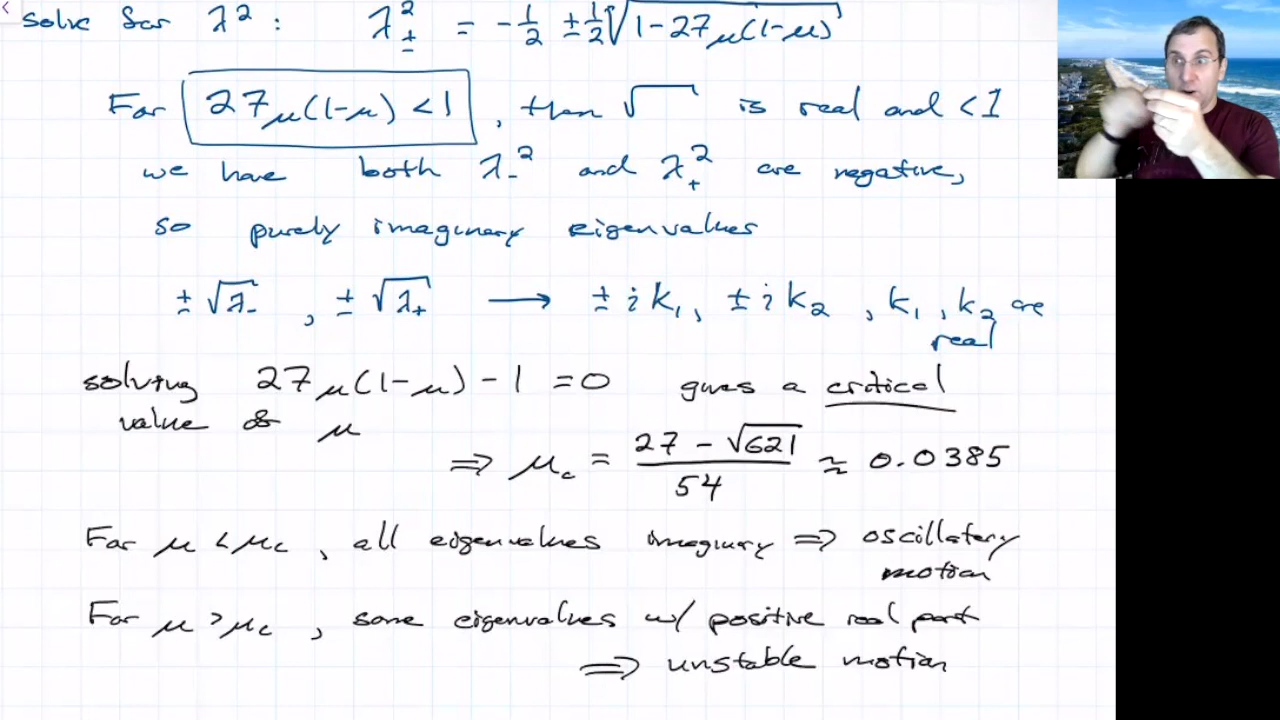 Solve for λ² : λ²± = -½ ± ½√(1-27μ(1-μ))
For 27μ(1-μ) < 1 , then √ is real and < 1
we have both λ₋² and λ₊² are negative,
so purely imaginary eigenvalues
± √λ₋ , ± √λ₊ → ± i k₁, ± i k₂ , k₁, k₂ are
real
solving 27μ(1-μ) - 1 = 0 gives a critical
value of μ
⇒ μc = (27 - √621)/54 ≈ 0.0385
For μ < μc , all eigenvalues imaginary ⇒ oscillatory
motion
For μ > μc , some eigenvalues w/ positive real part
⇒ unstable motion